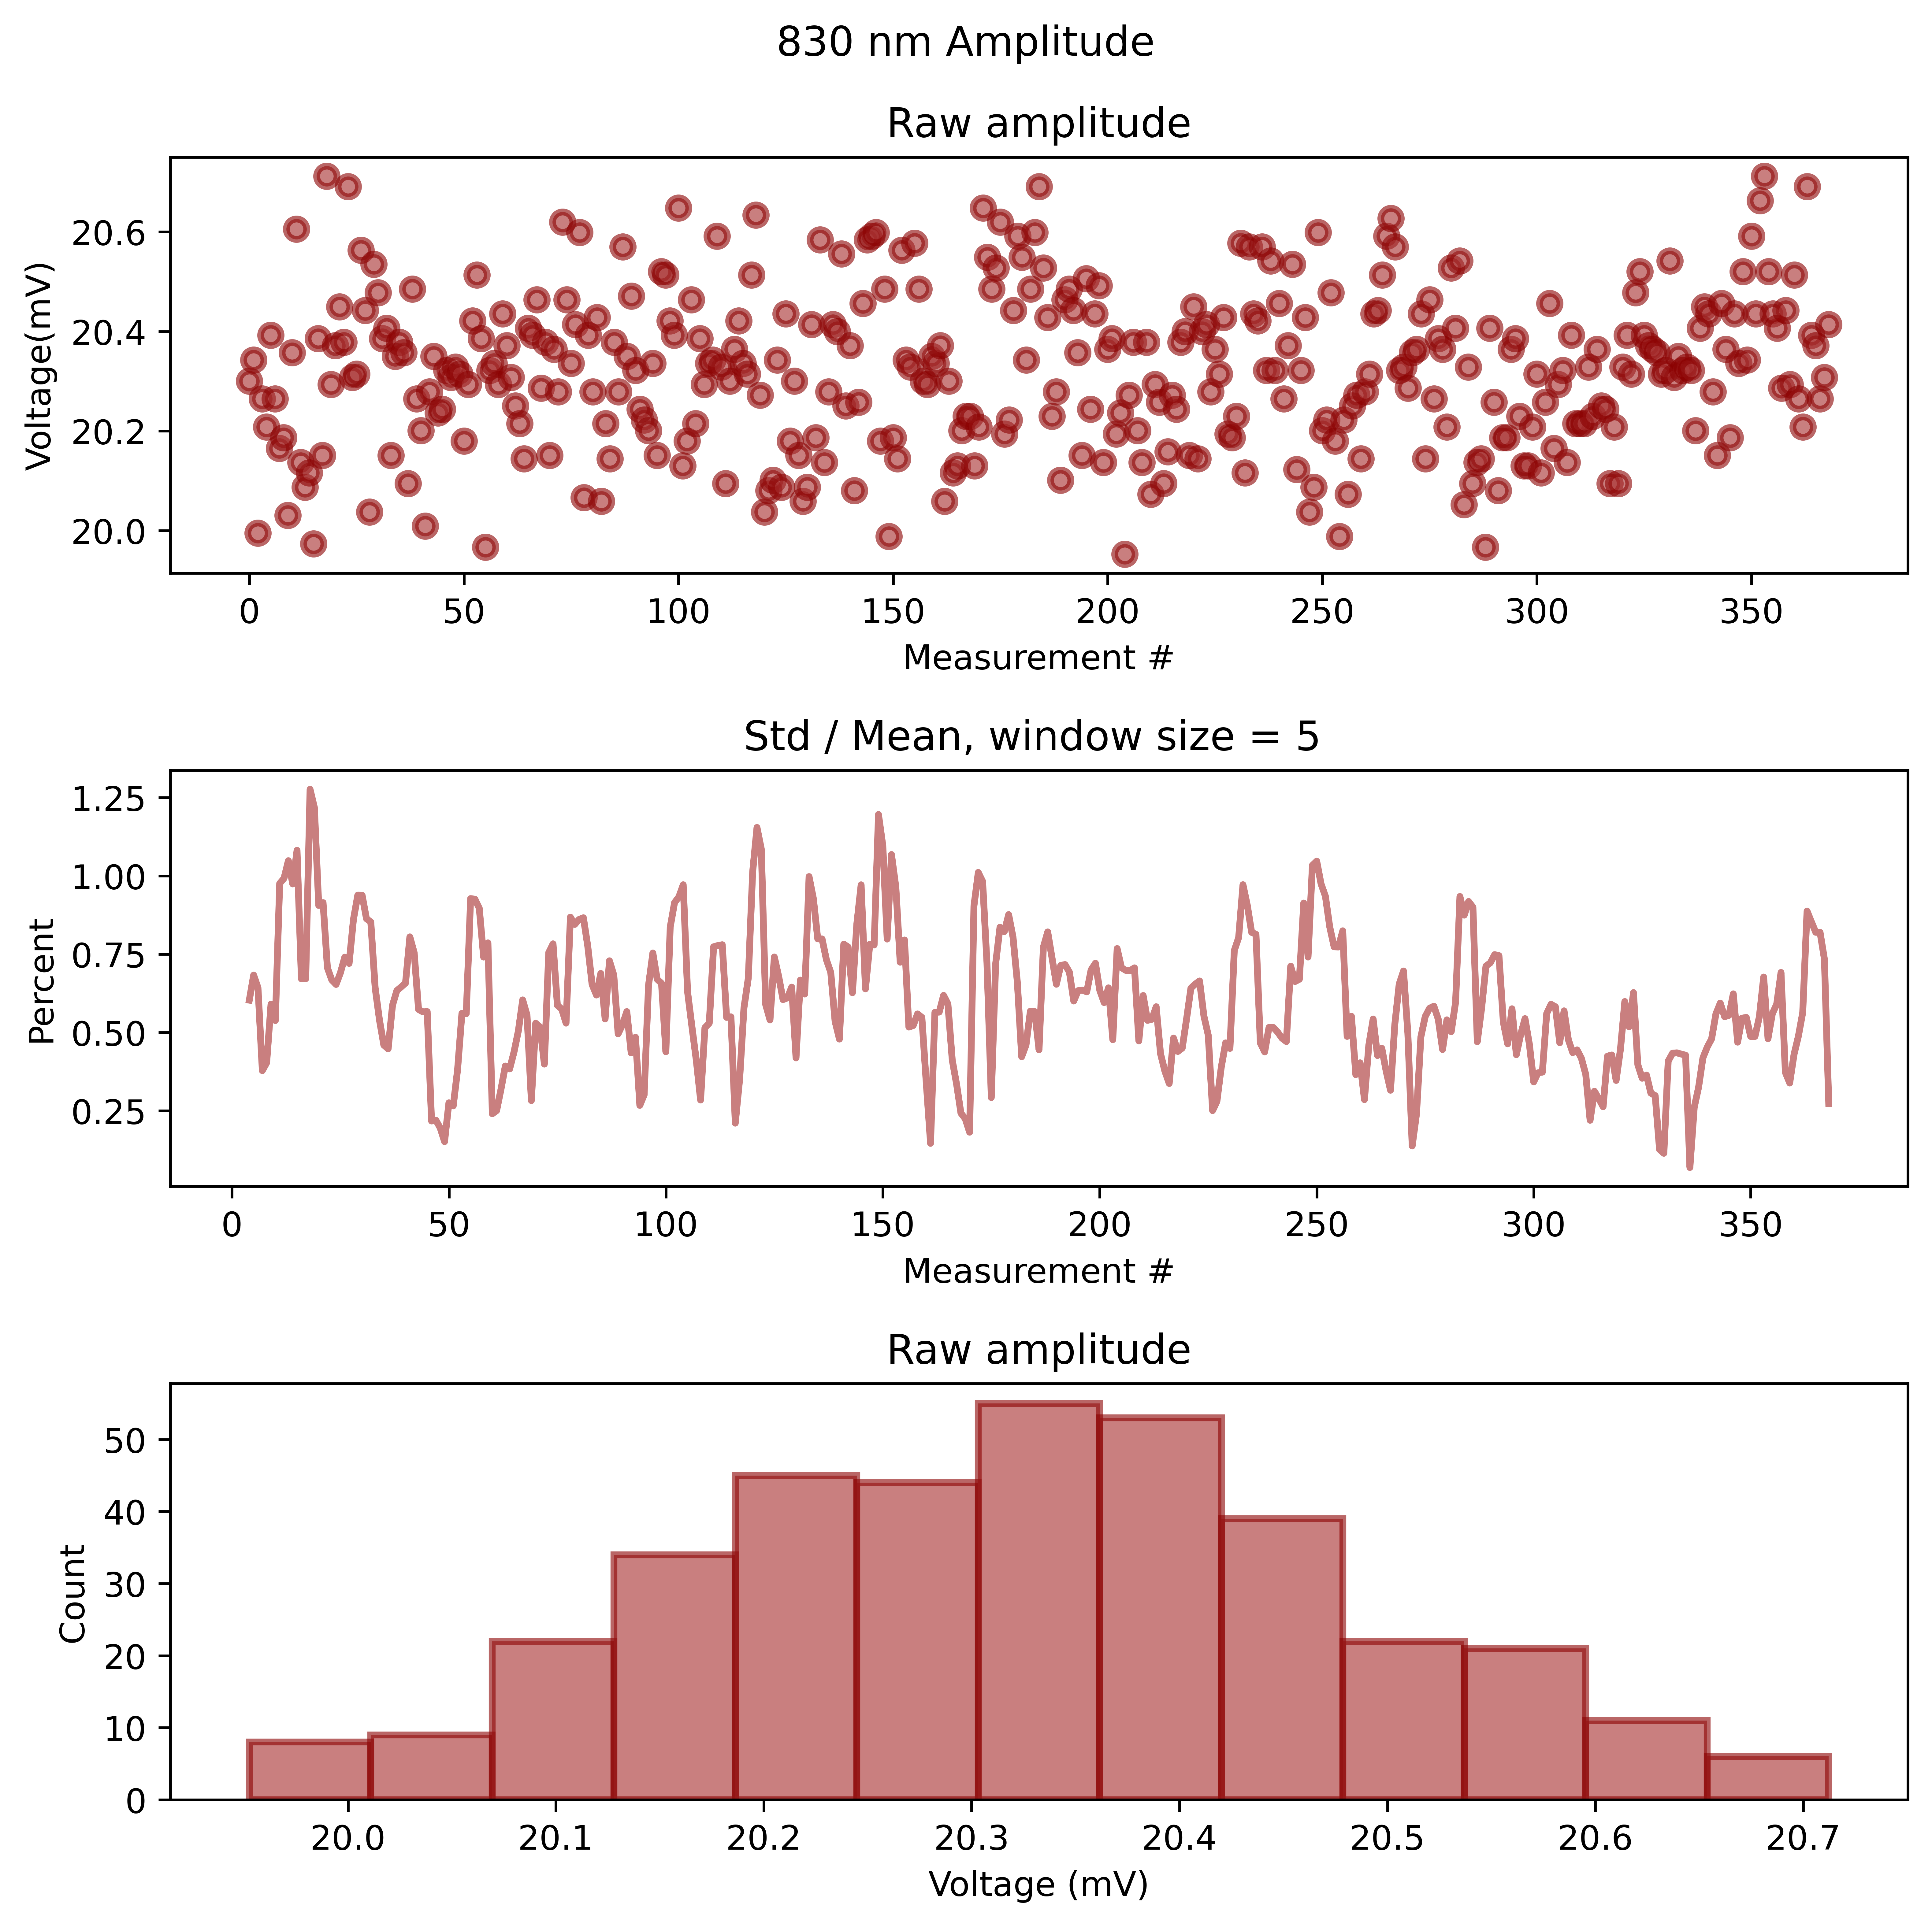 830 nm Amplitude
Raw amplitude
Voltage(mV)
20.6
20.4
20.2
20.0
0 50 100 150 200 250 300 350
Measurement #
Std / Mean, window size = 5
Percent
1.25
1.00
0.75
0.50
0.25
0 50 100 150 200 250 300 350
Measurement #
Raw amplitude
Count
50
40
30
20
10
0
20.0 20.1 20.2 20.3 20.4 20.5 20.6 20.7
Voltage (mV)